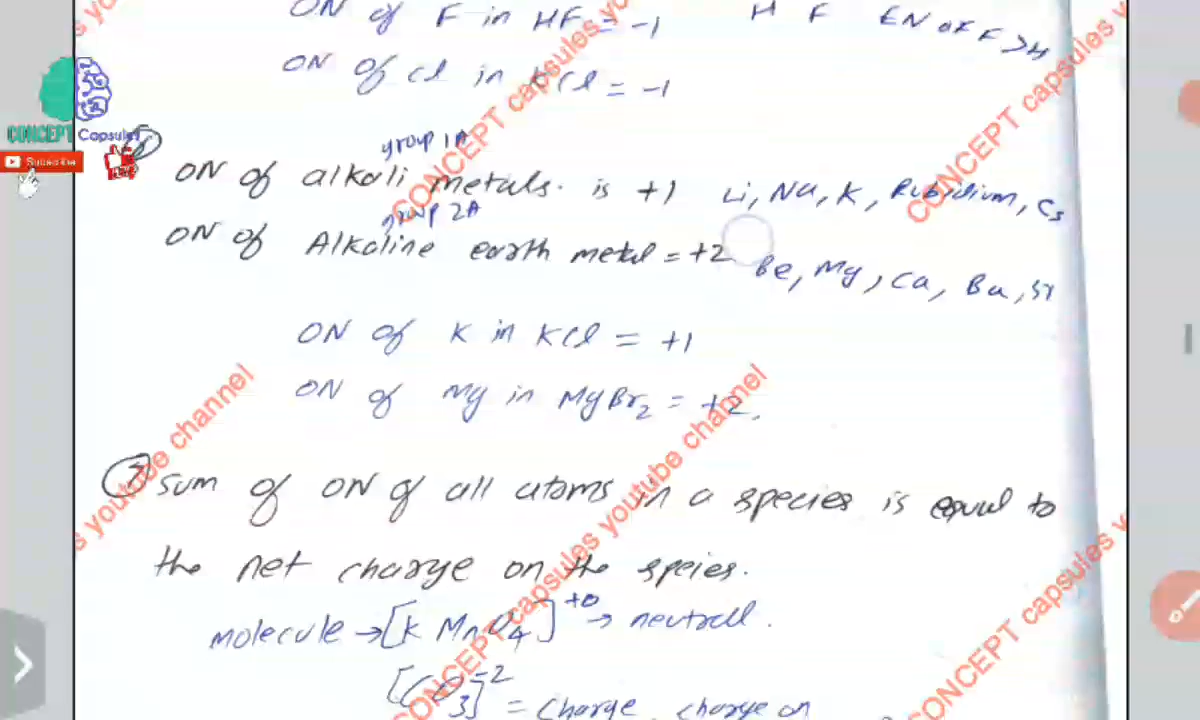 ON of F in HF = -1 H F EN of F > H
ON of Cl in KCl = -1
CONCEPT Capsules
Subscribe
group 1A
ON of alkali metals. is +1 Li, Na, K, Rubidium, Cs
group 2A
ON of Alkaline earth metal = +2 Be, Mg, Ca, Ba, Sr
ON of K in KCl = +1
ON of Mg in MgBr2 = +2.
7 sum of ON of all atoms in a species is equal to
the net charge on the speies.
molecule → [K MnO4]+0 → neutrall.
[CO3]-2 = charge, charge on
CONCEPT capsules youtube channel